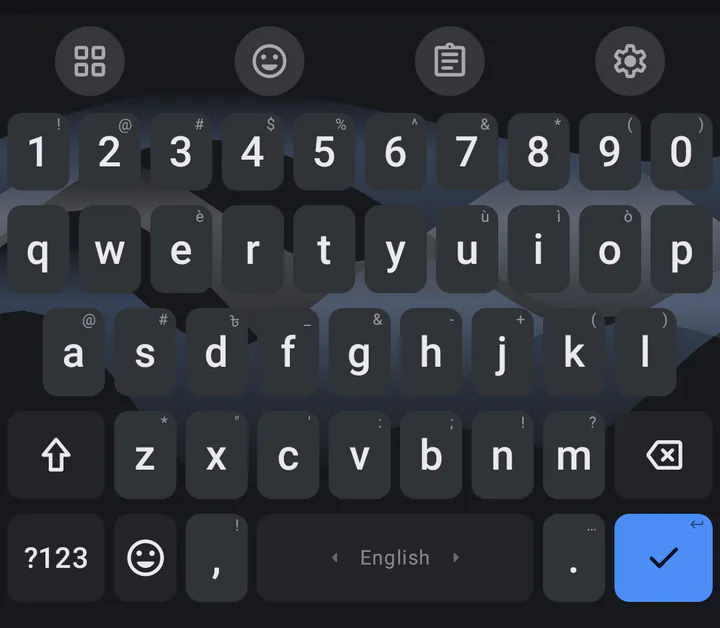 ! @ # $ % ^ & * ( )
1 2 3 4 5 6 7 8 9 0
è ù ì ò
q w e r t y u i o p
@ # ъ _ & - + ( )
a s d f g h j k l
* " ' : ; ! ?
z x c v b n m
! …
?123 , English .